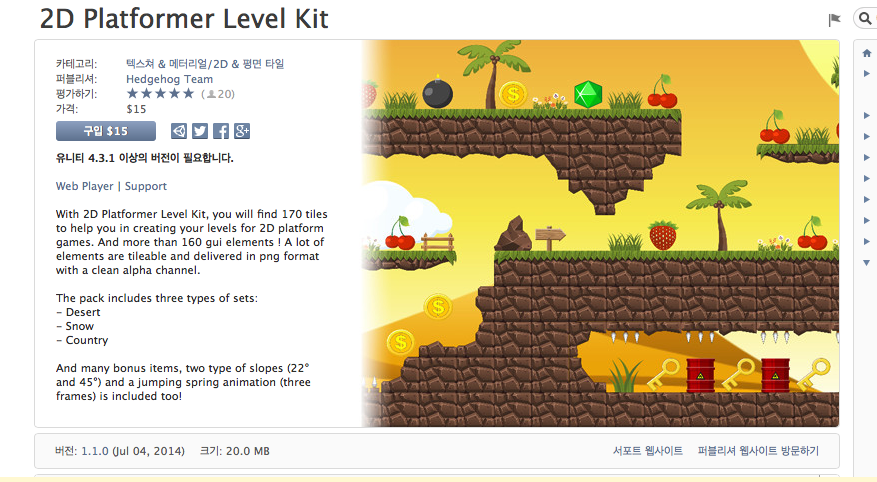 2D Platformer Level Kit
카테고리: 텍스쳐 & 메터리얼/2D & 평면 타일
퍼블리셔: Hedgehog Team
평가하기: ★★★★★ (20)
가격: $15
구입 $15
유니티 4.3.1 이상의 버전이 필요합니다.
Web Player | Support
With 2D Platformer Level Kit, you will find 170 tiles
to help you in creating your levels for 2D platform
games. And more than 160 gui elements ! A lot of
elements are tileable and delivered in png format
with a clean alpha channel.
The pack includes three types of sets:
- Desert
- Snow
- Country
And many bonus items, two type of slopes (22°
and 45°) and a jumping spring animation (three
frames) is included too!
버전: 1.1.0 (Jul 04, 2014) 크기: 20.0 MB
서포트 웹사이트 퍼블리셔 웹사이트 방문하기